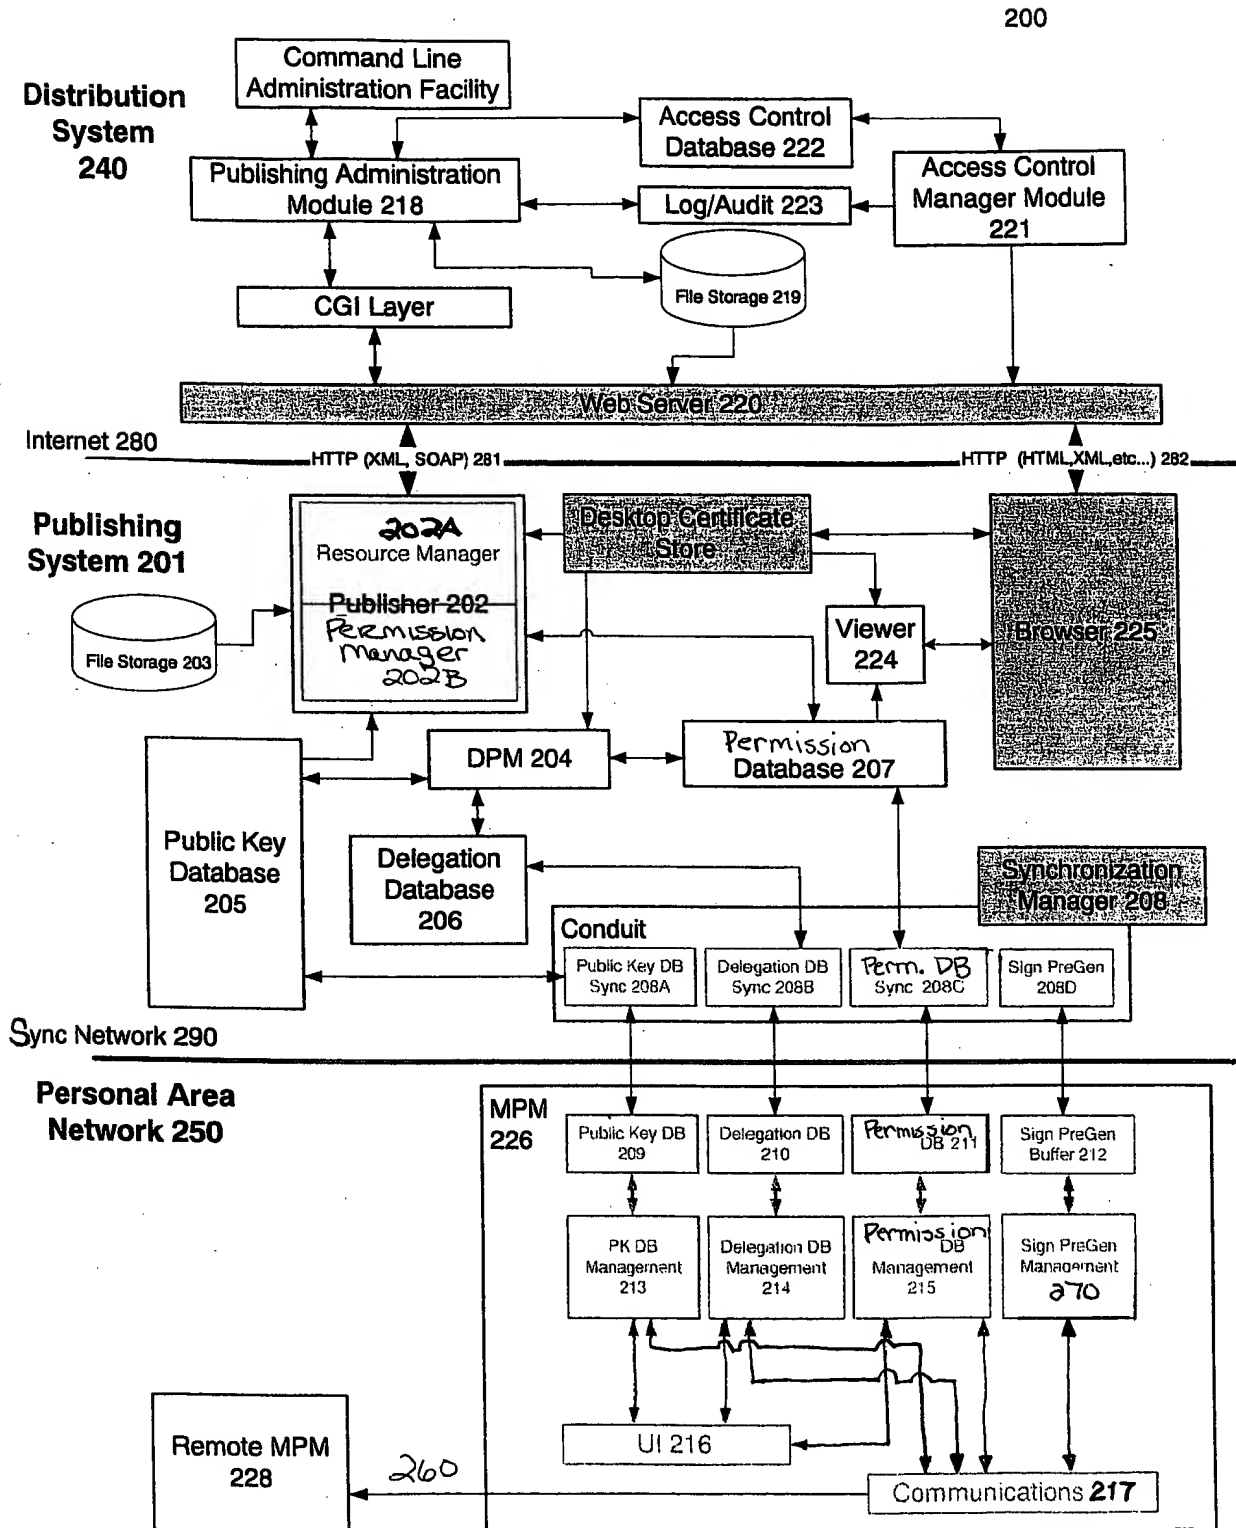 200
Command Line
Administration Facility
Distribution
System
240
Access Control
Database 222
Publishing Administration
Module 218
Access Control
Manager Module
221
Log/Audit 223
File Storage 219
CGI Layer
Web Server 220
Internet 280
HTTP (XML, SOAP) 281
HTTP (HTML,XML,etc...) 282
Publishing
System 201
202A
Resource Manager
Publisher 202
Permission
Manager
202B
Desktop Certificate
Store
File Storage 203
Viewer
224
Browser 225
DPM 204
Permission
Database 207
Public Key
Database
205
Delegation
Database
206
Synchronization
Manager 208
Conduit
Public Key DB
Sync 208A
Delegation DB
Sync 208B
Perm. DB
Sync 208C
Sign PreGen
208D
Sync Network 290
Personal Area
Network 250
MPM
226
Public Key DB
209
Delegation DB
210
Permission
DB 211
Sign PreGen
Buffer 212
PK DB
Management
213
Delegation DB
Management
214
Permission
DB
Management
215
Sign PreGen
Management
270
UI 216
Remote MPM
228
260
Communications 217